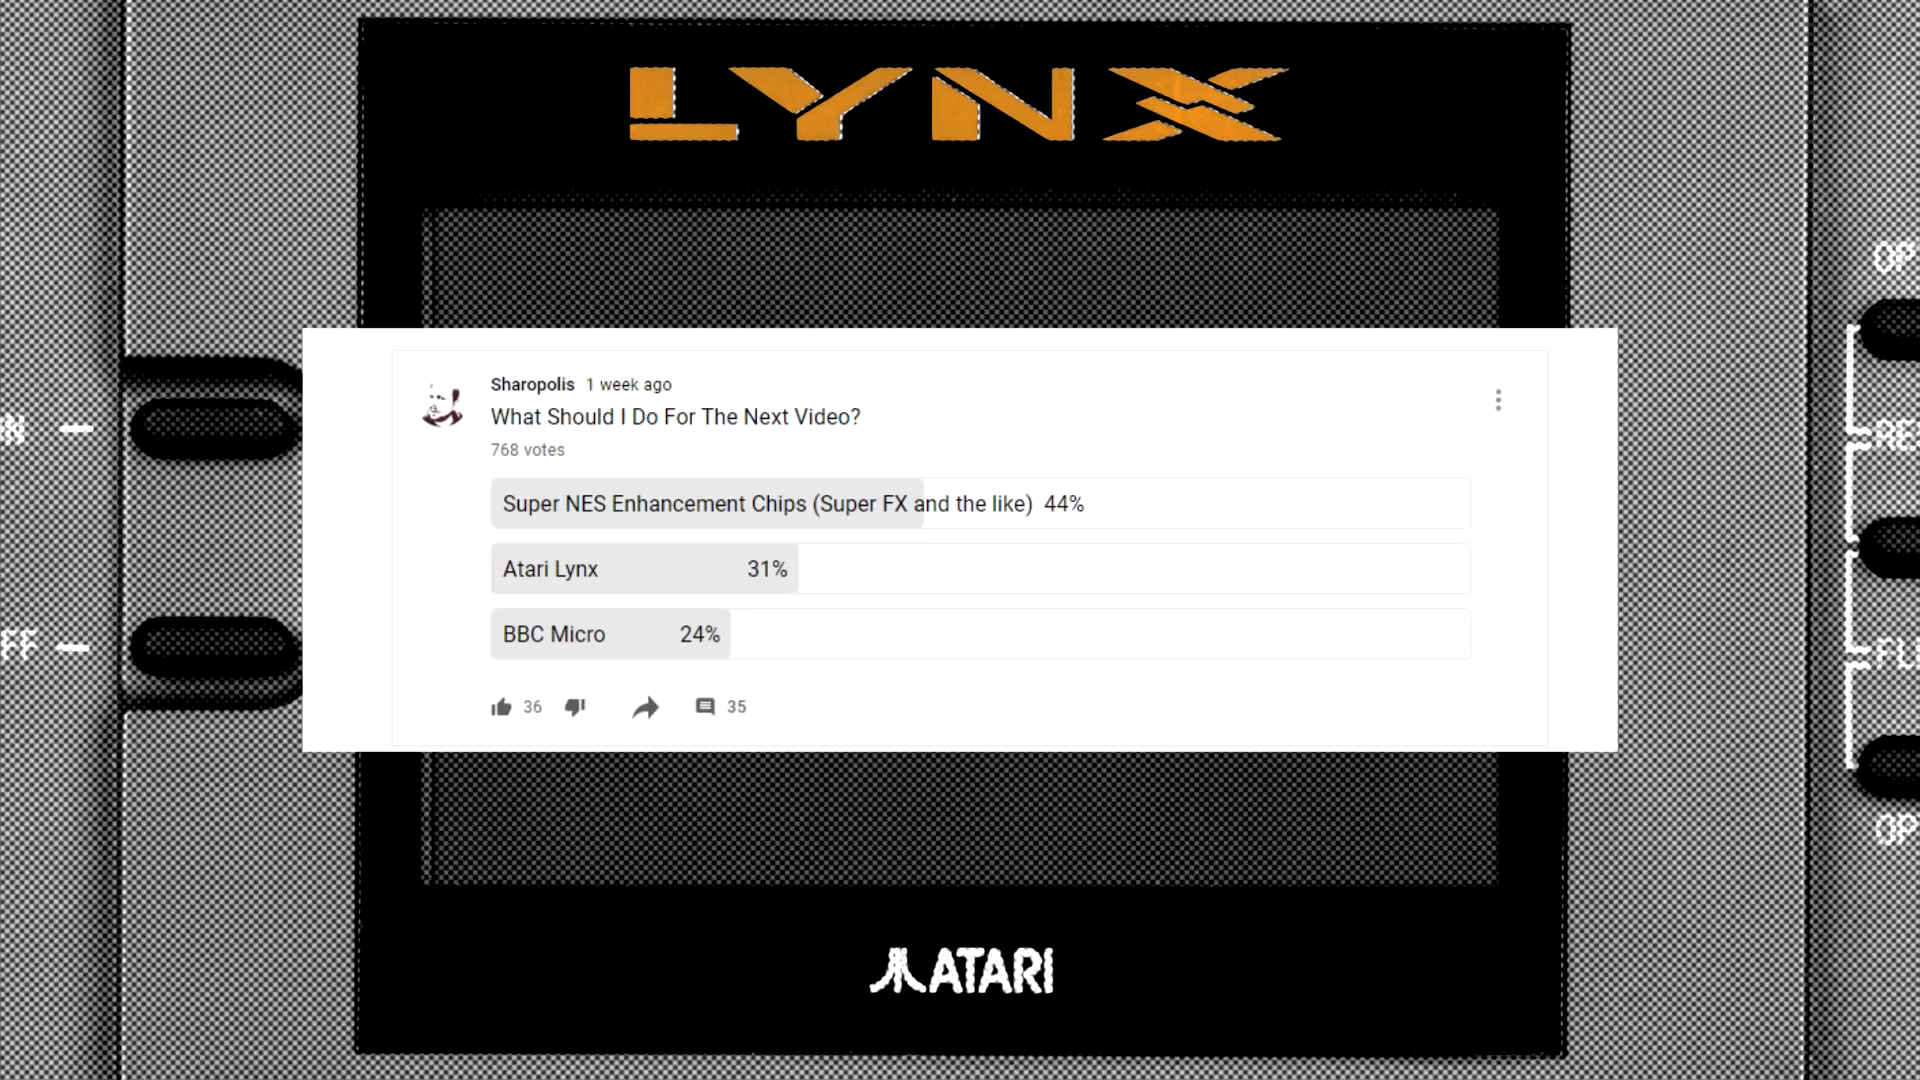 LYNX
Sharopolis 1 week ago
What Should I Do For The Next Video?
768 votes
Super NES Enhancement Chips (Super FX and the like) 44%
Atari Lynx 31%
BBC Micro 24%
36 35
ATARI